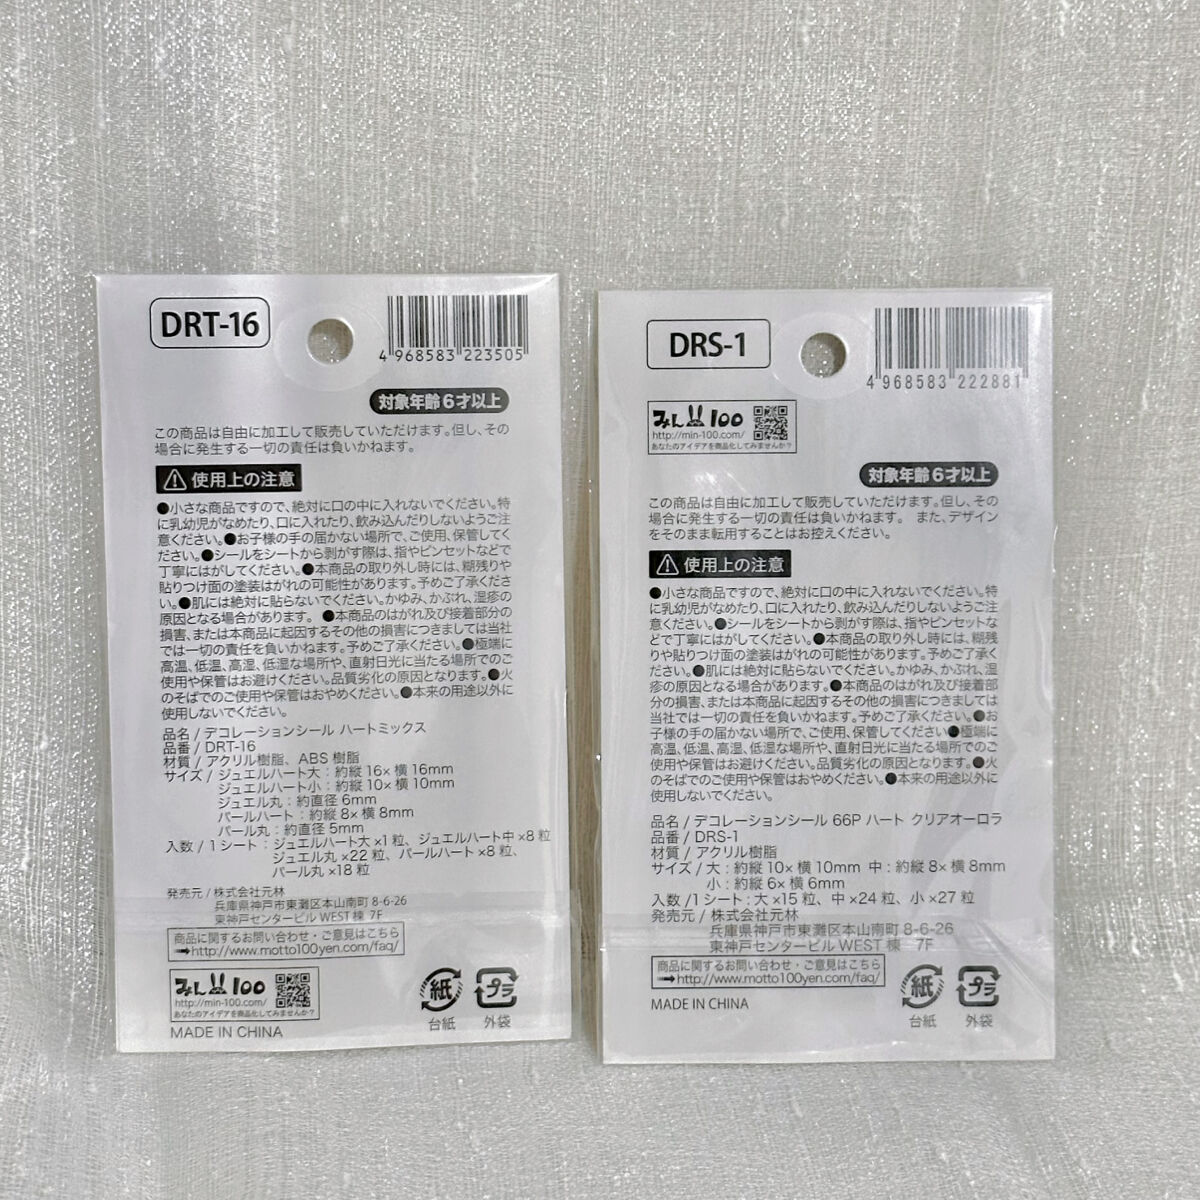 DRT-16
4 968583 223505
対象年齢6才以上
この商品は自由に加工して販売していただけます。但し、その
場合に発生する一切の責任は負いかねます。
使用上の注意
●小さな商品ですので、絶対に口の中に入れないでください。特
に乳幼児がなめたり、口に入れたり、飲み込んだりしないようご注
意ください。●お子様の手の届かない場所で、ご使用、保管してく
ださい。●シールをシートから剥がす際は、指やピンセットなどで
丁寧にはがしてください。●本商品の取り外し時には、糊残りや
貼りつけ面の塗装はがれの可能性があります。予めご了承くださ
い。●肌には絶対に貼らないでください。かゆみ、かぶれ、湿疹の
原因となる場合があります。 ●本商品のはがれ及び接着部分の
損害、または本商品に起因するその他の損害につきましては当社
では一切の責任を負いかねます。予めご了承ください。●極端に
高温、低温、高湿、低湿な場所や、直射日光に当たる場所でのご
使用や保管はお避けください。品質劣化の原因となります。●火
のそばでのご使用や保管はおやめください。●本来の用途以外に
使用しないでください。
品名 / デコレーションシール ハートミックス
品番 / DRT-16
材質 / アクリル樹脂、ABS 樹脂
サイズ / ジュエルハート大:約縦 16×横 16mm
ジュエルハート小:約縦 10×横 10mm
ジュエル丸:約直径 6mm
パールハート:約縦 8×横 8mm
パール丸:約直径 5mm
入数 / 1 シート:ジュエルハート大 ×1 粒、ジュエルハート中 ×8 粒
ジュエル丸 ×22 粒、パールハート ×8 粒、
パール丸 ×18 粒
発売元 / 株式会社元林
兵庫県神戸市東灘区本山南町 8-6-26
東神戸センタービル WEST 棟 7F
商品に関するお問い合わせ・ご意見はこちら
➡http://www.motto100yen.com/faq/
みん100
http://min-100.com/
あなたのアイデアを商品化してみませんか?
紙
台紙
プラ
外袋
MADE IN CHINA
DRS-1
4 968583 222881
みん100
http://min-100.com/
あなたのアイデアを商品化してみませんか?
対象年齢6才以上
この商品は自由に加工して販売していただけます。但し、その
場合に発生する一切の責任は負いかねます。 また、デザイン
をそのまま転用することはお控えください。
使用上の注意
●小さな商品ですので、絶対に口の中に入れないでください。特
に乳幼児がなめたり、口に入れたり、飲み込んだりしないようご注
意ください。●シールをシートから剥がす際は、指やピンセットな
どで丁寧にはがしてください。●本商品の取り外し時には、糊残
りや貼りつけ面の塗装はがれの可能性があります。予めご了承く
ださい。●肌には絶対に貼らないでください。かゆみ、かぶれ、湿
疹の原因となる場合があります。●本商品のはがれ及び接着部
分の損害、または本商品に起因するその他の損害につきましては
当社では一切の責任を負いかねます。予めご了承ください。●お
子様の手の届かない場所で、ご使用、保管してください●極端に
高温、低温、高湿、低湿な場所や、直射日光に当たる場所でのご
使用や保管はお避けください。品質劣化の原因となります。●火
のそばでのご使用や保管はおやめください。●本来の用途以外に
使用しないでください。
品名 / デコレーションシール 66P ハート クリアオーロラ
品番 / DRS-1
材質 / アクリル樹脂
サイズ / 大:約縦 10×横 10mm 中:約縦 8×横 8mm
小:約縦 6×横 6mm
入数 /1 シート:大 ×15 粒、中 ×24 粒、小 ×27 粒
発売元 / 株式会社元林
兵庫県神戸市東灘区本山南町 8-6-26
東神戸センタービル WEST 棟 7F
商品に関するお問い合わせ・ご意見はこちら
➡http://www.motto100yen.com/faq/
紙
台紙
プラ
外袋
MADE IN CHINA